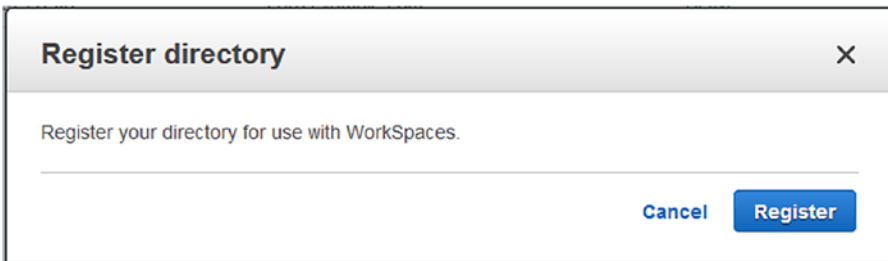 Register directory
Register your directory for use with WorkSpaces.
Cancel Register